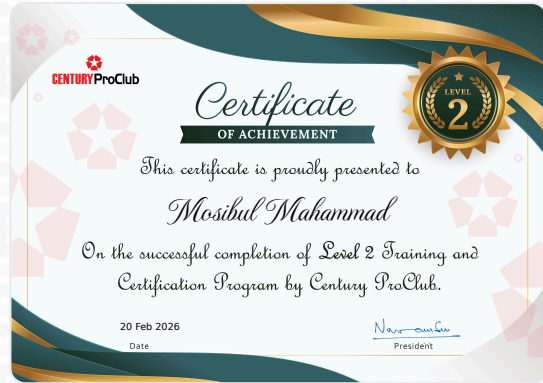 CENTURY ProClub
Certificate
OF ACHIEVEMENT
LEVEL
2
This certificate is proudly presented to
Mosibul Mahammad
On the successful completion of Level 2 Training and
Certification Program by Century ProClub.
20 Feb 2026
Date
President